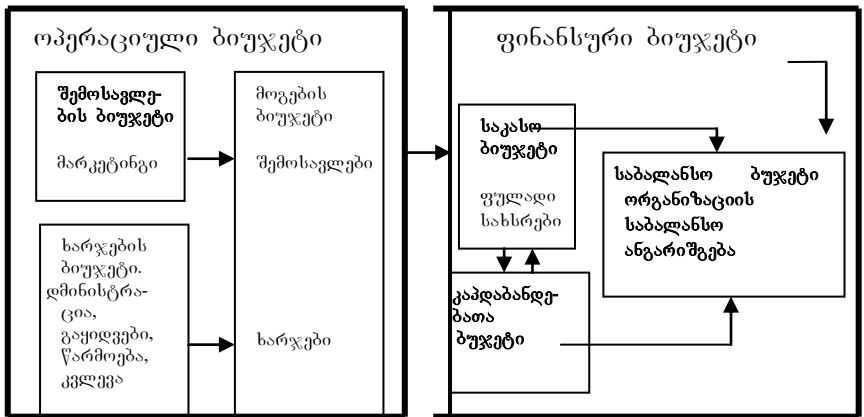 ოპერაციული ბიუჯეტი
შემოსავლე-
ბის ბიუჯეტი
მარკეტინგი
მოგების
ბიუჯეტი
შემოსავლები
ხარჯების
ბიუჯეტი.
დმინისტრა-
ცია,
გაყიდვები,
წარმოება,
კვლევა
ხარჯები
ფინანსური ბიუჯეტი
საკასო
ბიუჯეტი
ფულადი
სახსრები
საბალანსო ბუჯეტი
ორგანიზაციის
საბალანსო
ანგარიშგება
კაპდაბანდე-
ბათა
ბუჯეტი